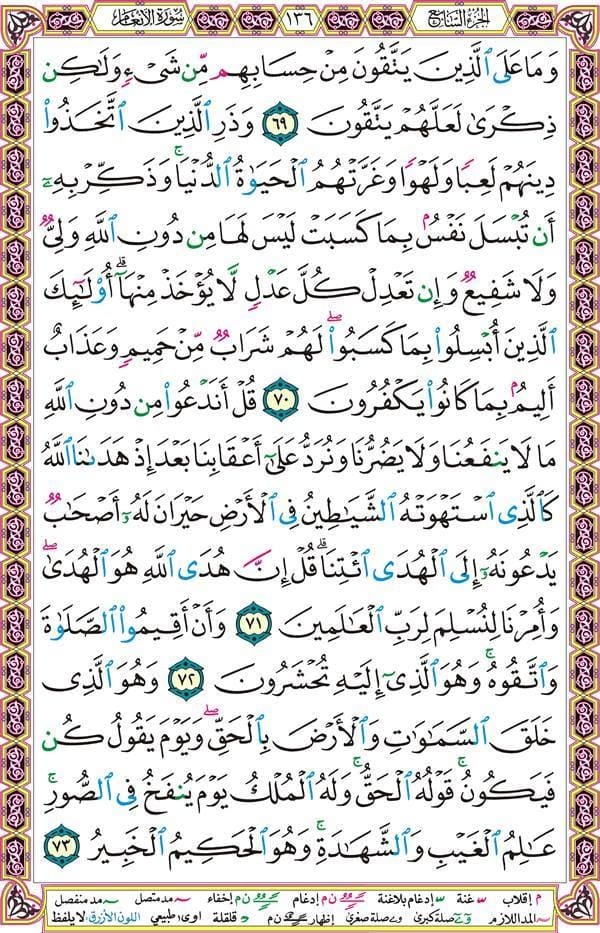 الجزء السابع ١٣٦ سورة الأنعام
وَمَا عَلَى ٱلَّذِينَ يَتَّقُونَ مِنْ حِسَابِهِم مِّن شَىْءٍ وَلَٰكِن
ذِكْرَىٰ لَعَلَّهُمْ يَتَّقُونَ ٦٩ وَذَرِ ٱلَّذِينَ ٱتَّخَذُوا۟
دِينَهُمْ لَعِبًا وَلَهْوًا وَغَرَّتْهُمُ ٱلْحَيَوٰةُ ٱلدُّنْيَا ۚ وَذَكِّرْ بِهِۦٓ
أَن تُبْسَلَ نَفْسٌۢ بِمَا كَسَبَتْ لَيْسَ لَهَا مِن دُونِ ٱللَّهِ وَلِىٌّ
وَلَا شَفِيعٌ وَإِن تَعْدِلْ كُلَّ عَدْلٍ لَّا يُؤْخَذْ مِنْهَآ ۗ أُو۟لَٰٓئِكَ
ٱلَّذِينَ أُبْسِلُوا۟ بِمَا كَسَبُوا۟ ۖ لَهُمْ شَرَابٌ مِّنْ حَمِيمٍ وَعَذَابٌ
أَلِيمٌۢ بِمَا كَانُوا۟ يَكْفُرُونَ ٧٠ قُلْ أَنَدْعُوا۟ مِن دُونِ ٱللَّهِ
مَا لَا يَنفَعُنَا وَلَا يَضُرُّنَا وَنُرَدُّ عَلَىٰٓ أَعْقَابِنَا بَعْدَ إِذْ هَدَىٰنَا ٱللَّهُ
كَٱلَّذِى ٱسْتَهْوَتْهُ ٱلشَّيَٰطِينُ فِى ٱلْأَرْضِ حَيْرَانَ لَهُۥٓ أَصْحَٰبٌ
يَدْعُونَهُۥٓ إِلَى ٱلْهُدَى ٱئْتِنَا ۗ قُلْ إِنَّ هُدَى ٱللَّهِ هُوَ ٱلْهُدَىٰ ۖ
وَأُمِرْنَا لِنُسْلِمَ لِرَبِّ ٱلْعَٰلَمِينَ ٧١ وَأَنْ أَقِيمُوا۟ ٱلصَّلَوٰةَ
وَٱتَّقُوهُ ۚ وَهُوَ ٱلَّذِىٓ إِلَيْهِ تُحْشَرُونَ ٧٢ وَهُوَ ٱلَّذِى
خَلَقَ ٱلسَّمَٰوَٰتِ وَٱلْأَرْضَ بِٱلْحَقِّ ۖ وَيَوْمَ يَقُولُ كُن
فَيَكُونُ ۚ قَوْلُهُ ٱلْحَقُّ ۚ وَلَهُ ٱلْمُلْكُ يَوْمَ يُنفَخُ فِى ٱلصُّورِ ۚ
عَٰلِمُ ٱلْغَيْبِ وَٱلشَّهَٰدَةِ ۚ وَهُوَ ٱلْحَكِيمُ ٱلْخَبِيرُ ٧٣
م إقلاب غنة إدغام بلاغنة ن م إدغام ن م إخفاء مد متصل مد منفصل
المد اللازم صلة كبرى صلة صغرى إظهار ن م قلقلة اوى: طبيعي اللون الأزرق: لا يلفظ